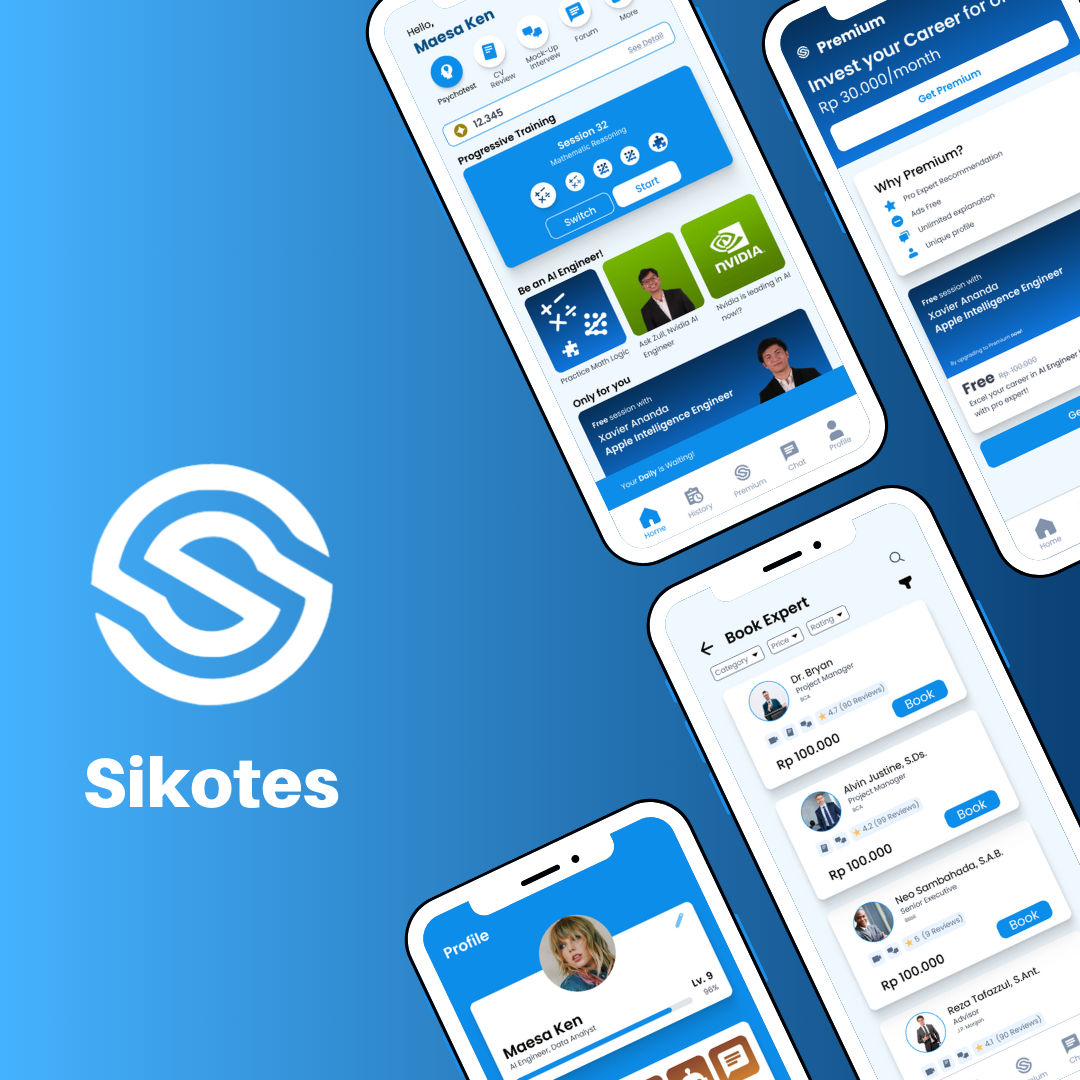 Hello,
Maesa Ken
Psychotest
CV
Review
Mock-Up
Interview
Forum
More
12.345
See Detail
Progressive Training
Session 32
Mathematic Reasoning
Switch
Start
Be an AI Engineer!
Practice Math Logic
Ask Zull, Nvidia AI
Engineer
NVIDIA
Nvidia is leading in AI
now!?
Only for you
Free session with
Xavier Ananda
Apple Intelligence Engineer
Your Daily is Waiting!
Home
History
Premium
Chat
Profile
Premium
Invest your Career for on
Rp 30.000/month
Get Premium
Why Premium?
Pro Expert Recommendation
Ads Free
Unlimited explanation
Unique profile
Free session with
Xavier Ananda
Apple Intelligence Engineer
By upgrading to Premium now!
Free Rp. 100.000
Excel your career in AI Engineer
with pro expert!
Ge
Home
Sikotes
Book Expert
Category
Price
Rating
Dr. Bryan
Project Manager
BCA
4.7 (90 Reviews)
Rp 100.000
Book
Alvin Justine, S.Ds.
Project Manager
BCA
4.2 (99 Reviews)
Rp 100.000
Book
Neo Sambahada, S.A.B.
Senior Executive
5 (9 Reviews)
Rp 100.000
Book
Reza Tafazzul, S.Ant.
Advisor
J.P. Morgan
4.1 (90 Reviews)
Profile
Maesa Ken
AI Engineer, Data Analyst
Lv. 9
96%